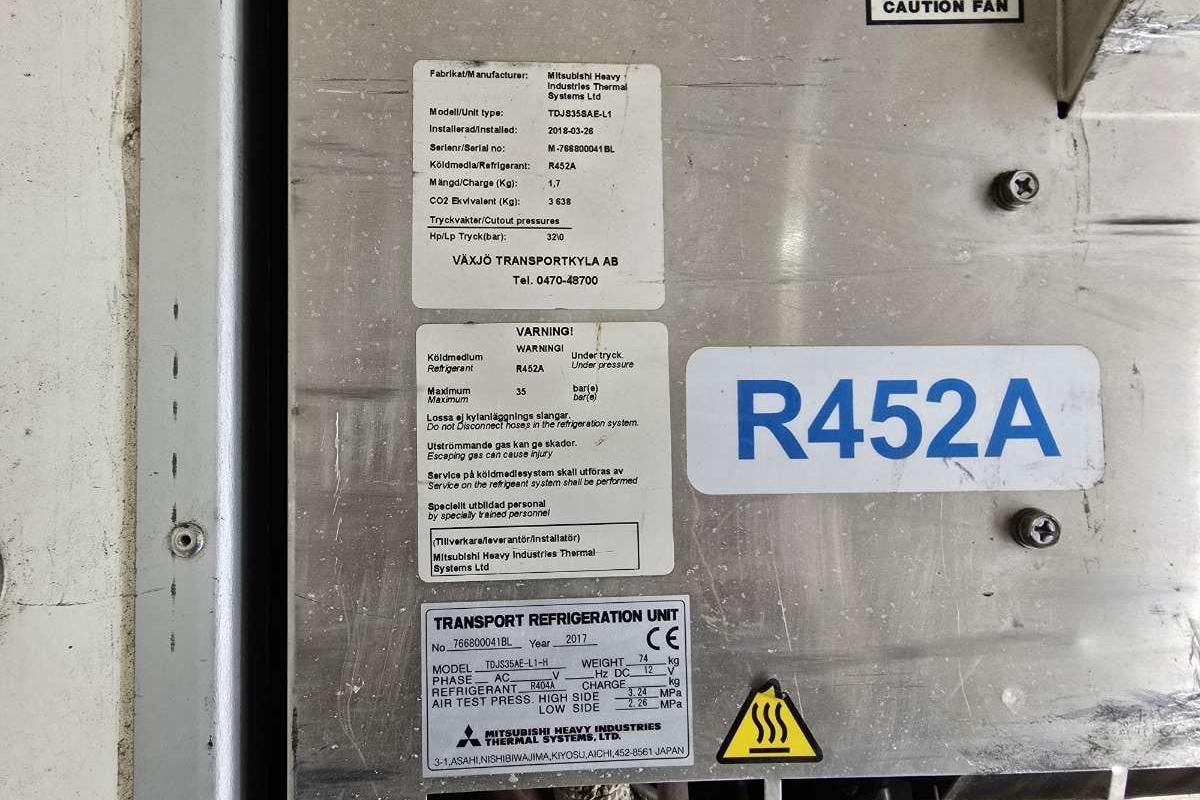 CAUTION FAN
Fabrikat/Manufacturer: Mitsubishi Heavy
Industries Thermal
Systems Ltd
Modell/Unit type: TDJS35SAE-L1
Installerad/Installed: 2018-03-26
Serienr/Serial no: M-766800041BL
Köldmedia/Refrigerant: R452A
Mängd/Charge (Kg): 1,7
CO2 Ekvivalent (Kg): 3 638
Tryckvakter/Cutout pressures
Hp/Lp Tryck(bar): 32\0
VÄXJÖ TRANSPORTKYLA AB
Tel. 0470-48700
VARNING!
WARNING!
Köldmedium Under tryck.
Refrigerant R452A Under pressure
Maximum 35 bar(e)
Maximum bar(e)
Lossa ej kylanläggnings slangar.
Do not Disconnect hoses in the refrigeration system.
Utströmmande gas kan ge skador.
Escaping gas can cause injury
Service på köldmedlesystem skall utföras av
Service on the refrigeant system shall be performed
Speciellt utbildad personal
by specially trained personnel
(Tillverkare/leverantör/installatör)
Mitsubishi Heavy Industries Thermal
Systems Ltd
R452A
TRANSPORT REFRIGERATION UNIT
No 766800041BL Year 2017 CE
MODEL TDJS35AE-L1-H WEIGHT 74 kg
PHASE AC V Hz DC 12 V
REFRIGERANT R404A CHARGE kg
AIR TEST PRESS. HIGH SIDE 3.24 MPa
LOW SIDE 2.26 MPa
MITSUBISHI HEAVY INDUSTRIES
THERMAL SYSTEMS, LTD.
3-1,ASAHI,NISHIBIWAJIMA,KIYOSU,AICHI,452-8561 JAPAN